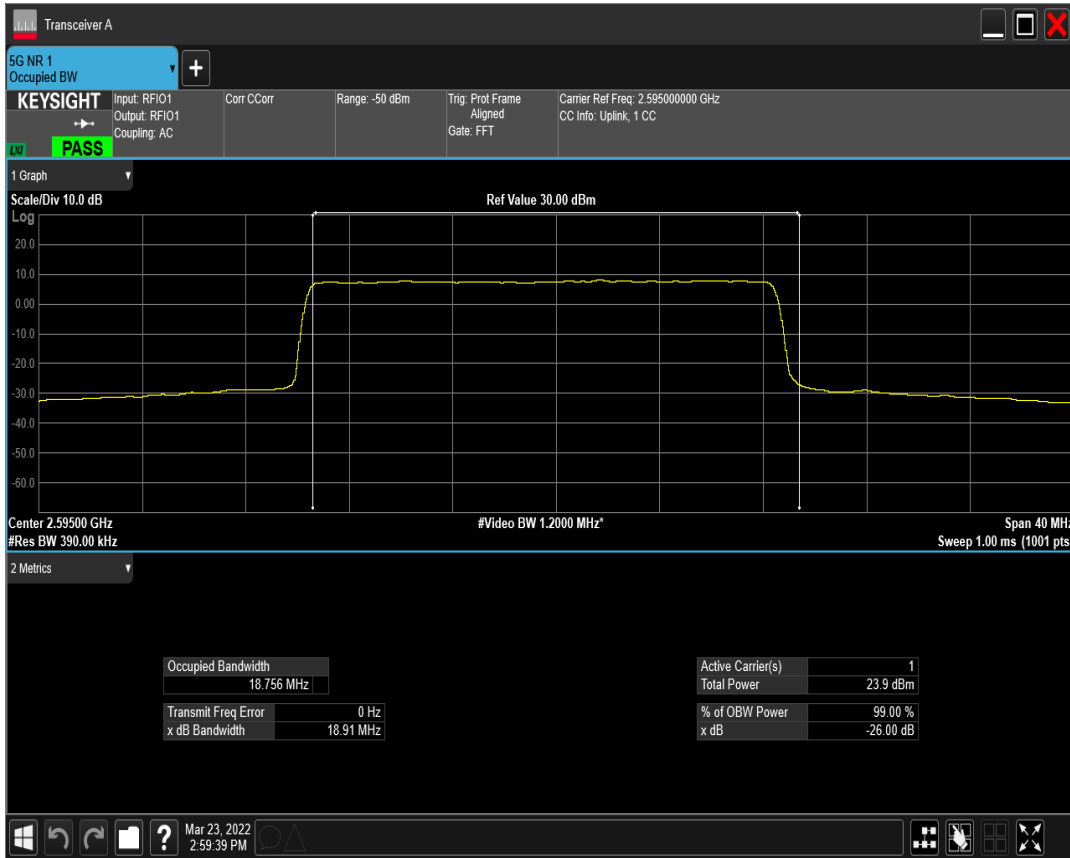 Transceiver A
5G NR 1
Occupied BW
+
KEYSIGHT
Input: RFIO1
Output: RFIO1
Coupling: AC
Corr CCorr
Range: -50 dBm
Trig: Prot Frame
Aligned
Gate: FFT
Carrier Ref Freq: 2.595000000 GHz
CC Info: Uplink, 1 CC
LXI
PASS
1 Graph
Scale/Div 10.0 dB
Ref Value 30.00 dBm
Log
20.0
10.0
0.00
-10.0
-20.0
-30.0
-40.0
-50.0
-60.0
Center 2.59500 GHz
#Video BW 1.2000 MHz*
Span 40 MHz
#Res BW 390.00 kHz
Sweep 1.00 ms (1001 pts
2 Metrics
Occupied Bandwidth
18.756 MHz
Transmit Freq Error 0 Hz
x dB Bandwidth 18.91 MHz
Active Carrier(s) 1
Total Power 23.9 dBm
% of OBW Power 99.00 %
x dB -26.00 dB
?
Mar 23, 2022
2:59:39 PM